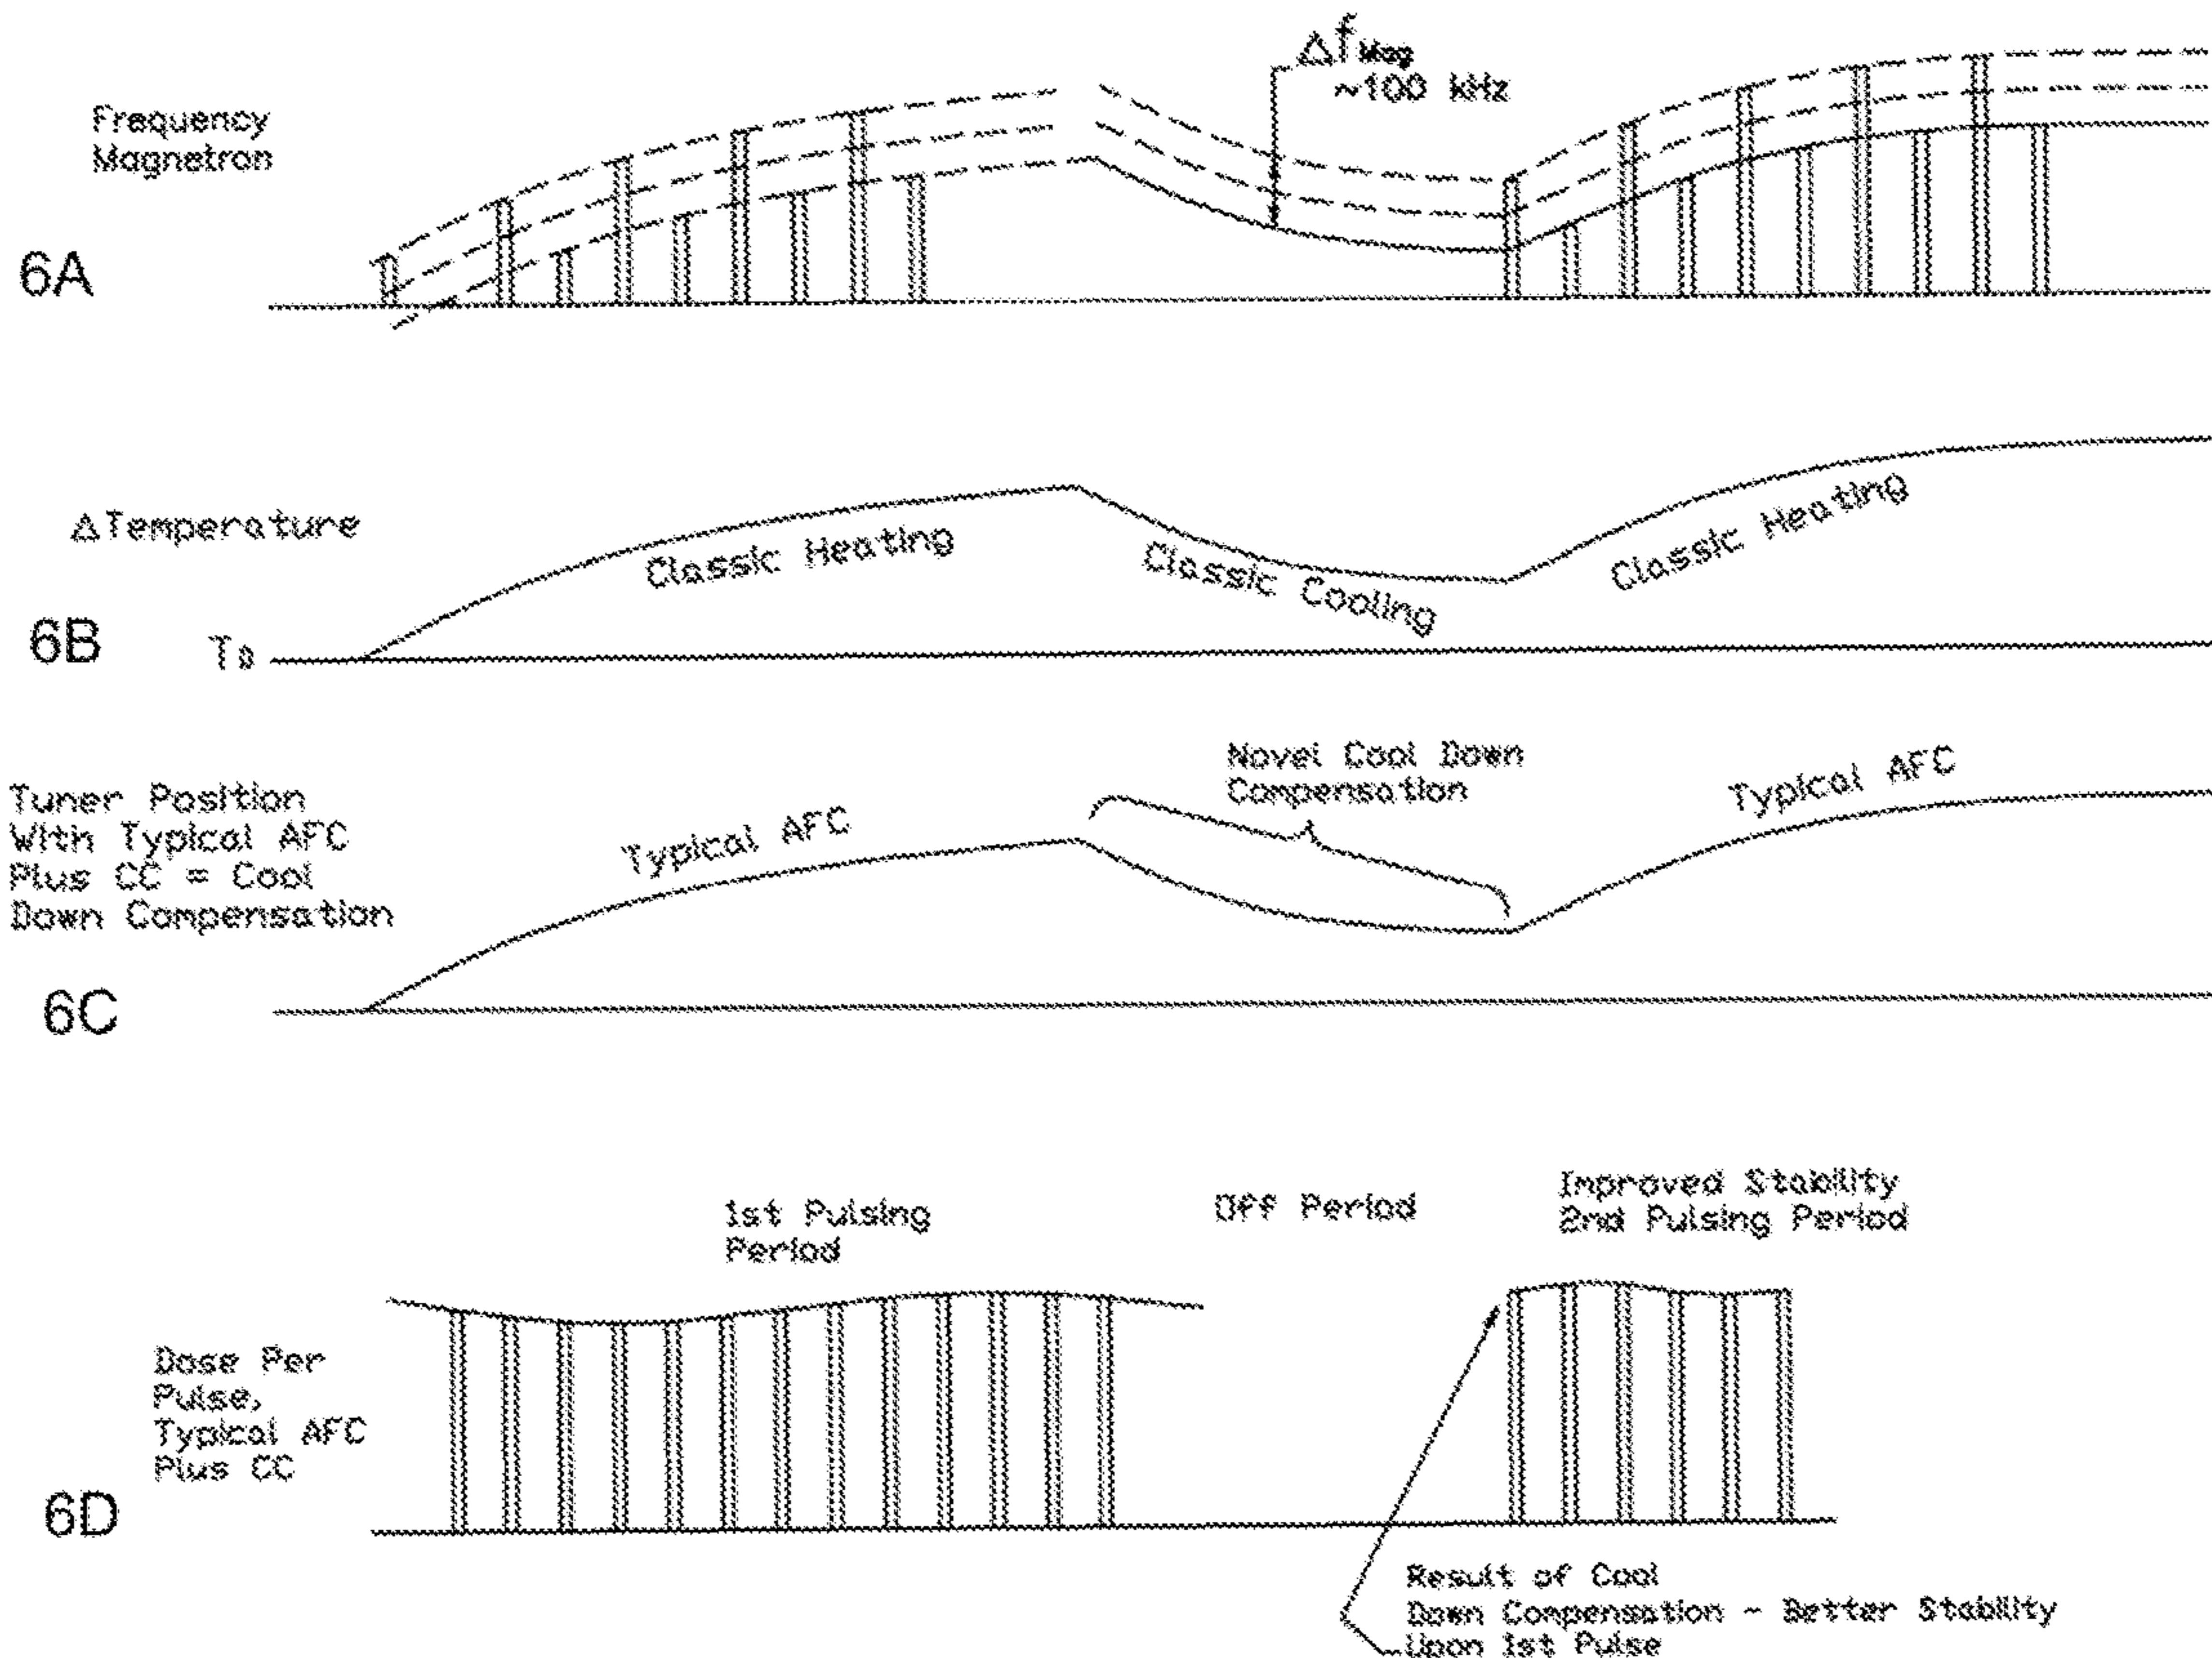 Δf Mag
~100 kHz
Frequency
Magnetron
6A
ΔTemperature
Classic Heating
Classic Cooling
Classic Heating
6B
T0
Novel Cool Down
Compensation
Tuner Position
With Typical AFC
Plus CC = Cool
Down Compensation
Typical AFC
Typical AFC
6C
1st Pulsing
Period
Off Period
Improved Stability
2nd Pulsing Period
Dose Per
Pulse,
Typical AFC
Plus CC
6D
Result of Cool
Down Compensation - Better Stability
Upon 1st Pulse